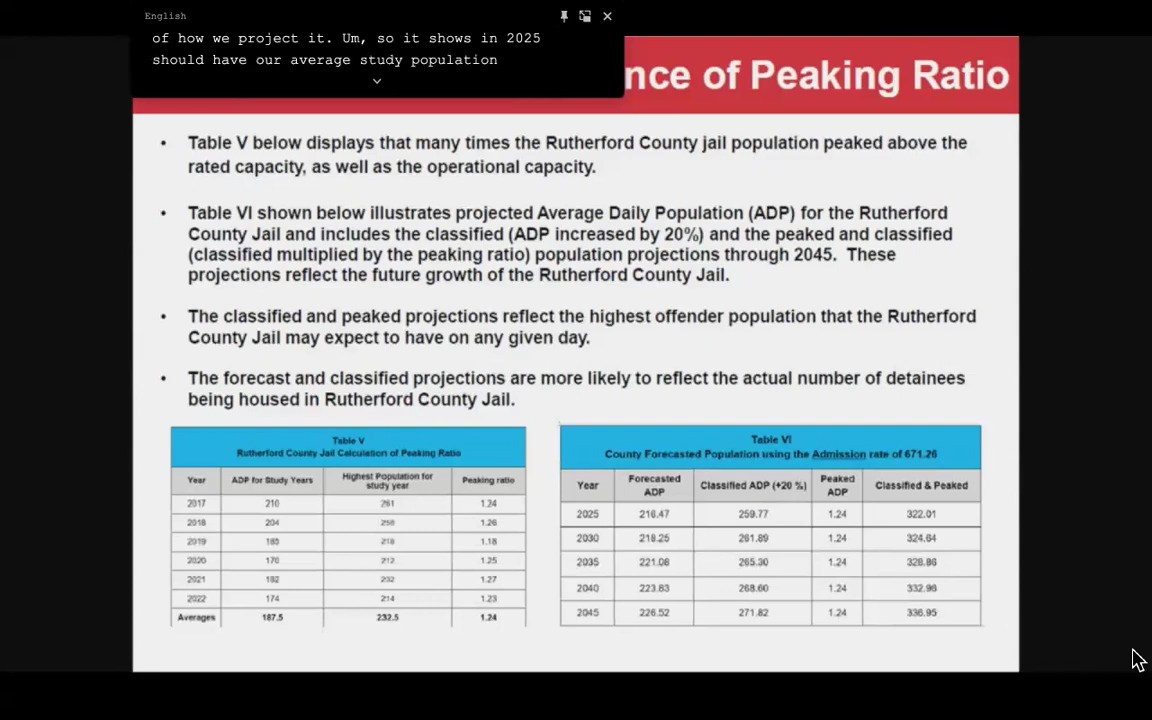 English
of how we project it. Um, so it shows in 2025
should have our average study population
nce of Peaking Ratio
• Table V below displays that many times the Rutherford County jail population peaked above the
rated capacity, as well as the operational capacity.
• Table VI shown below illustrates projected Average Daily Population (ADP) for the Rutherford
County Jail and includes the classified (ADP increased by 20%) and the peaked and classified
(classified multiplied by the peaking ratio) population projections through 2045. These
projections reflect the future growth of the Rutherford County Jail.
• The classified and peaked projections reflect the highest offender population that the Rutherford
County Jail may expect to have on any given day.
• The forecast and classified projections are more likely to reflect the actual number of detainees
being housed in Rutherford County Jail.
Table V
Rutherford County Jail Calculation of Peaking Ratio
Year ADP for Study Years Highest Population for study year Peaking ratio
2017 210 261 1.24
2018 204 258 1.26
2019 185 218 1.18
2020 170 212 1.25
2021 182 232 1.27
2022 174 214 1.23
Averages 187.5 232.5 1.24
Table VI
County Forecasted Population using the Admission rate of 671.26
Year Forecasted ADP Classified ADP (+20 %) Peaked ADP Classified & Peaked
2025 216.47 259.77 1.24 322.01
2030 218.25 261.89 1.24 324.64
2035 221.08 265.30 1.24 328.86
2040 223.83 268.60 1.24 332.96
2045 226.52 271.82 1.24 336.95